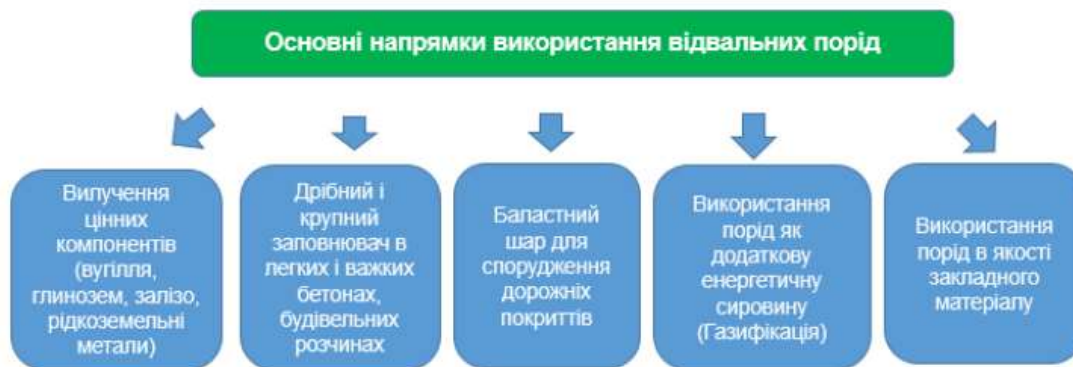 Основні напрямки використання відвальних порід
Вилучення
цінних
компонентів
(вугілля,
глинозем, залізо,
рідкоземельні
метали)
Дрібний і
крупний
заповнювач в
легких і важких
бетонах,
будівельних
розчинах
Баластний
шар для
спорудження
дорожніх
покриттів
Використання
порід як
додаткову
енергетичну
сировину
(Газифікація)
Використання
порід в якості
закладного
матеріалу